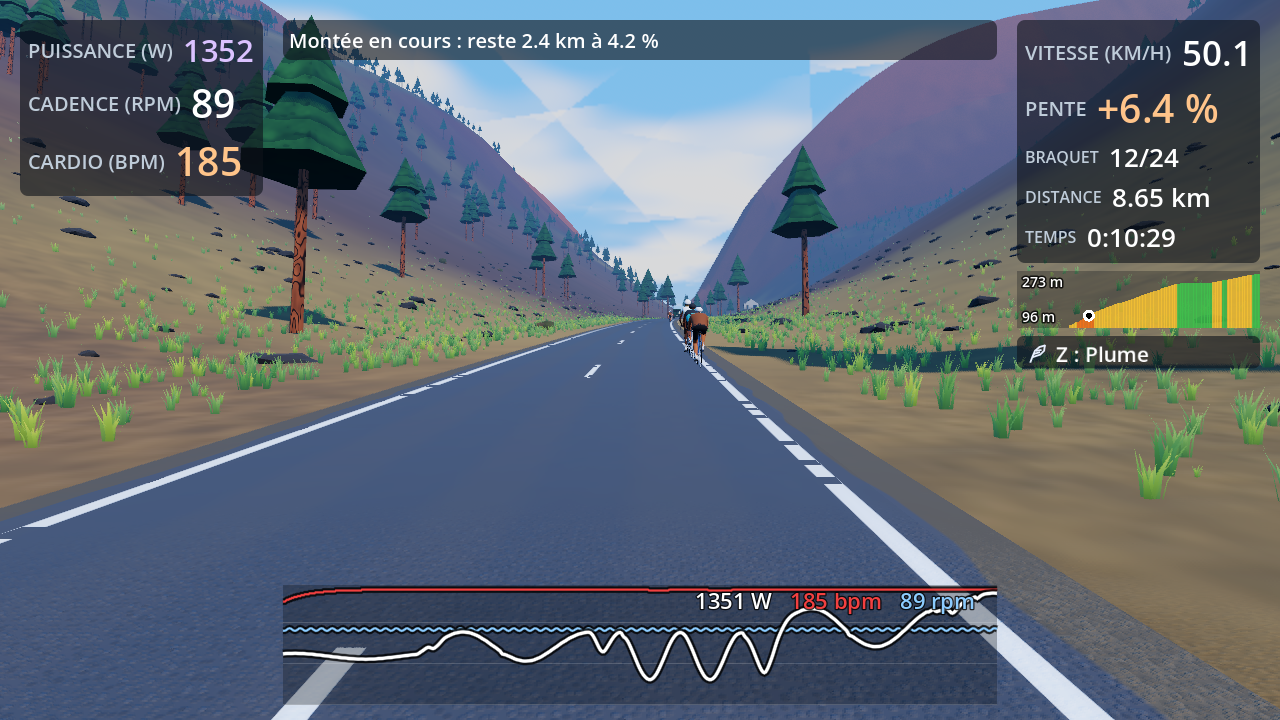 PUISSANCE (W) 1352
CADENCE (RPM) 89
CARDIO (BPM) 185
Montée en cours : reste 2.4 km à 4.2 %
VITESSE (KM/H) 50.1
PENTE +6.4 %
BRAQUET 12/24
DISTANCE 8.65 km
TEMPS 0:10:29
273 m
96 m
Z : Plume
1351 W 185 bpm 89 rpm